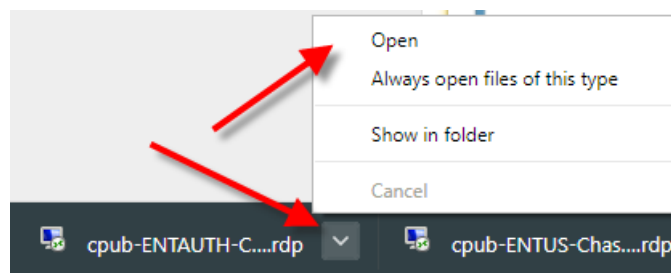 Open
Always open files of this type
Show in folder
Cancel
cpub-ENTAUTH-C....rdp
cpub-ENTUS-Chas....rdp